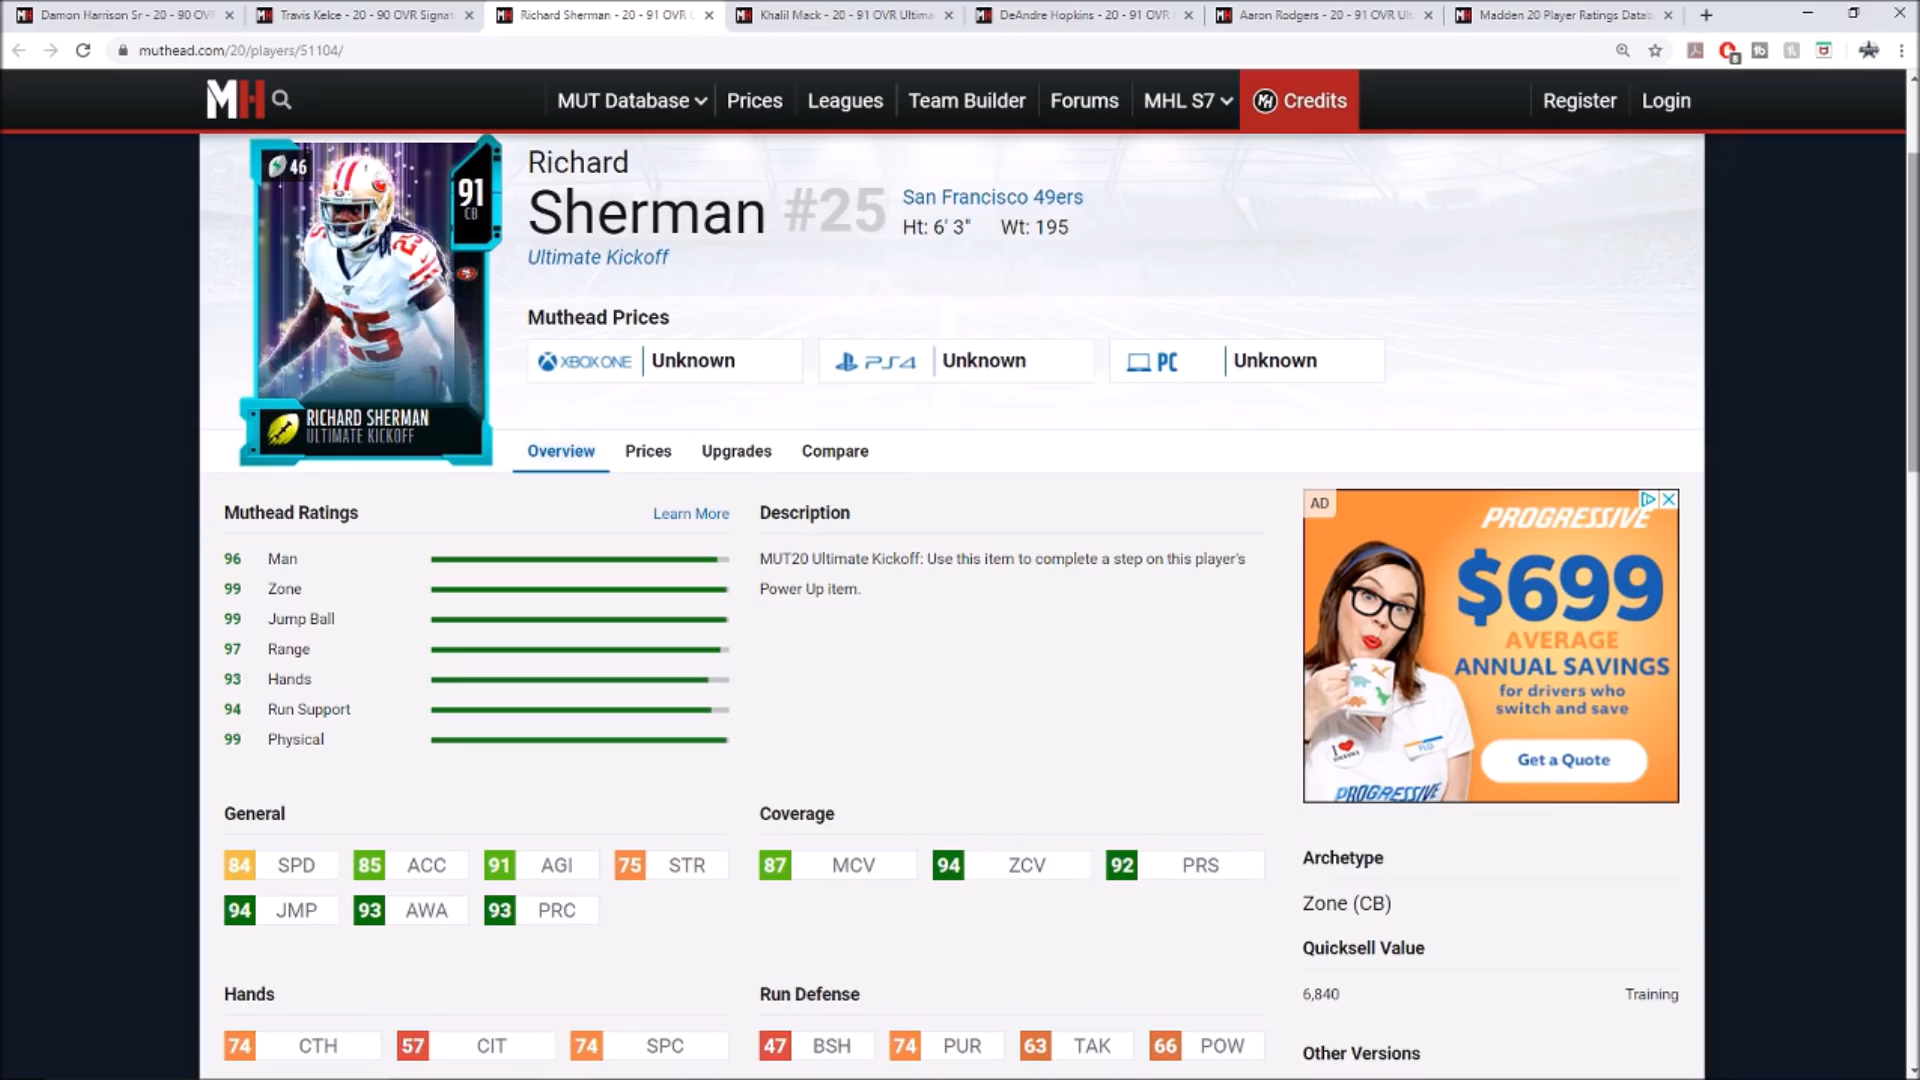 Damon Harrison Sr - 20 - 90 OVR
Travis Kelce - 20 - 90 OVR Signat
Richard Sherman - 20 - 91 OVR U
Khalil Mack - 20 - 91 OVR Ultima
DeAndre Hopkins - 20 - 91 OVR
Aaron Rodgers - 20 - 91 OVR Ult
Madden 20 Player Ratings Datab
muthead.com/20/players/51104/
MH
MUT Database
Prices
Leagues
Team Builder
Forums
MHL S7
Credits
Register
Login
46
91
CB
25
RICHARD SHERMAN
ULTIMATE KICKOFF
Richard
Sherman #25
San Francisco 49ers
Ht: 6' 3" Wt: 195
Ultimate Kickoff
Muthead Prices
XBOX ONE Unknown
PS4 Unknown
PC Unknown
Overview
Prices
Upgrades
Compare
Muthead Ratings
Learn More
96 Man
99 Zone
99 Jump Ball
97 Range
93 Hands
94 Run Support
99 Physical
Description
MUT20 Ultimate Kickoff: Use this item to complete a step on this player's
Power Up item.
AD
PROGRESSIVE
$699
AVERAGE
ANNUAL SAVINGS
for drivers who
switch and save
Get a Quote
I ♥
FLO
PROGRESSIVE
General
84 SPD 85 ACC 91 AGI 75 STR
94 JMP 93 AWA 93 PRC
Coverage
87 MCV 94 ZCV 92 PRS
Archetype
Zone (CB)
Quicksell Value
6,840 Training
Other Versions
Hands
74 CTH 57 CIT 74 SPC
Run Defense
47 BSH 74 PUR 63 TAK 66 POW